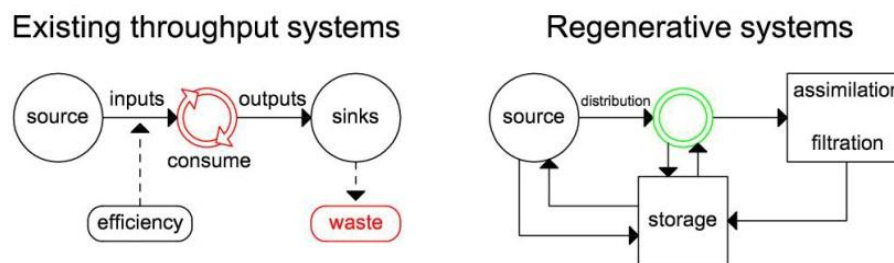 Existing throughput systems
source
inputs
consume
outputs
sinks
efficiency
waste
Regenerative systems
source
distribution
assimilation
filtration
storage